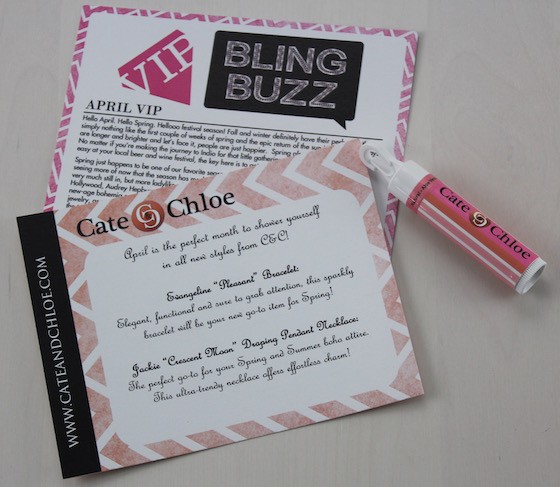 VIP
BLING
BUZZ
APRIL VIP
Hello April. Hello Spring. Hellooo festival season! Fall and winter definitely have their
simply nothing like the first couple of weeks of spring and the epic return of the
are longer and brighter and let's face it, people are just happier. Spring
No matter if you're making the journey to Indio for that little gathering
easy at your local beer and wine festival, the key here is to
Spring just happens to be one of our favorite
seeing more of now that the season has
very much still in, but more
Hollywood, Audrey
new-age bohemia
jewelry,
Cate & Chloe
April is the perfect month to shower yourself
in all new styles from C&C!
Evangeline "Pleasant" Bracelet:
Elegant, functional and sure to grab attention, this sparkly
bracelet will be your new go-to item for Spring!
Jackie "Crescent Moon" Draping Pendant Necklace:
The perfect go-to for your Spring and Summer boho attire.
This ultra-trendy necklace offers effortless charm!
WWW.CATEANDCHLOE.COM
Cate Chloe